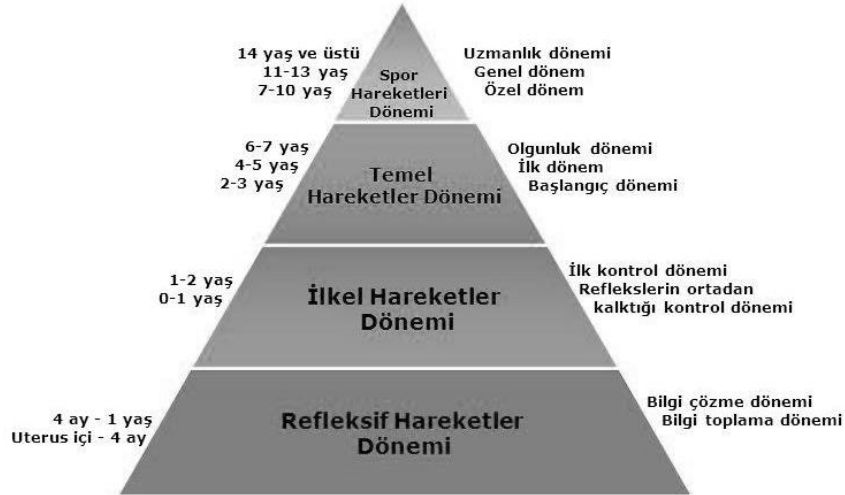 14 yaş ve üstü
11-13 yaş
7-10 yaş
Spor
Hareketleri
Dönemi
Uzmanlık dönemi
Genel dönem
Özel dönem
6-7 yaş
4-5 yaş
2-3 yaş
Temel
Hareketler Dönemi
Olgunluk dönemi
İlk dönem
Başlangıç dönemi
1-2 yaş
0-1 yaş
İlkel Hareketler
Dönemi
İlk kontrol dönemi
Reflekslerin ortadan
kalktığı kontrol dönemi
4 ay - 1 yaş
Uterus içi - 4 ay
Refleksif Hareketler
Dönemi
Bilgi çözme dönemi
Bilgi toplama dönemi